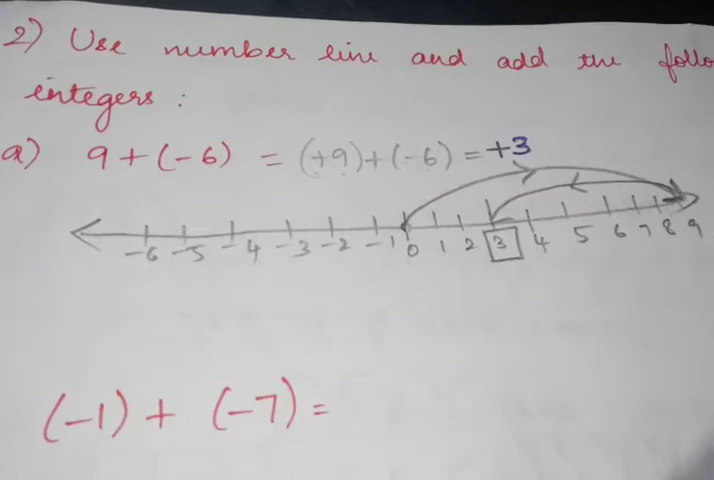 2) Use number line and add the follo
integers :
a) 9 + (-6) = (+9) + (-6) = +3
-6 -5 -4 -3 -2 -1 0 1 2 3 4 5 6 7 8 9
(-1) + (-7) =